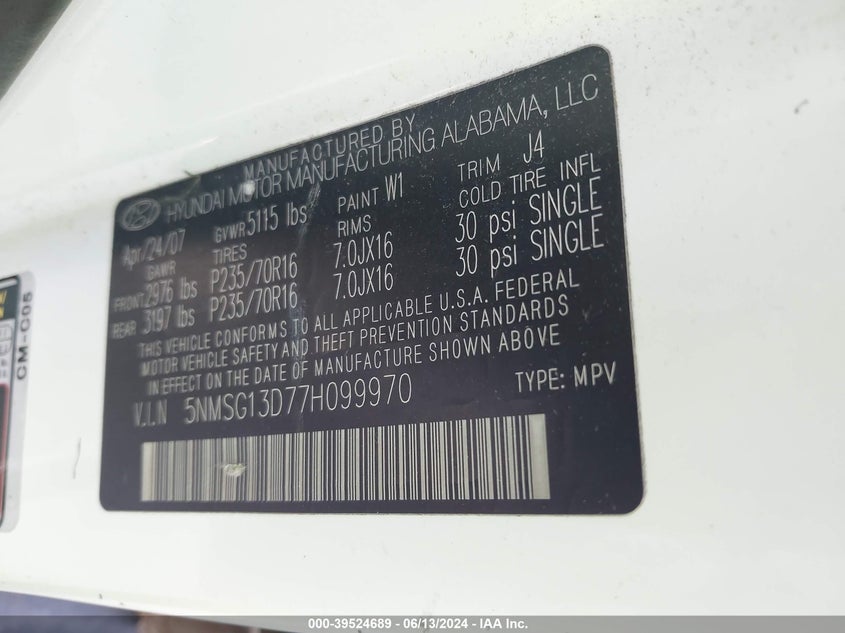 MANUFACTURED BY
HYUNDAI MOTOR MANUFACTURING ALABAMA, LLC
Apr/24/07 GVWR 5115 lbs PAINT W1 TRIM J4
GAWR TIRES RIMS COLD TIRE INFL
FRONT 2976 lbs P235/70R16 7.0JX16 30 psi SINGLE
REAR 3197 lbs P235/70R16 7.0JX16 30 psi SINGLE
THIS VEHICLE CONFORMS TO ALL APPLICABLE U.S.A. FEDERAL
MOTOR VEHICLE SAFETY AND THEFT PREVENTION STANDARDS
IN EFFECT ON THE DATE OF MANUFACTURE SHOWN ABOVE
V.I.N 5NMSG13D77H099970 TYPE: MPV
CM-C05
000-39524689 - 06/13/2024 - IAA Inc.